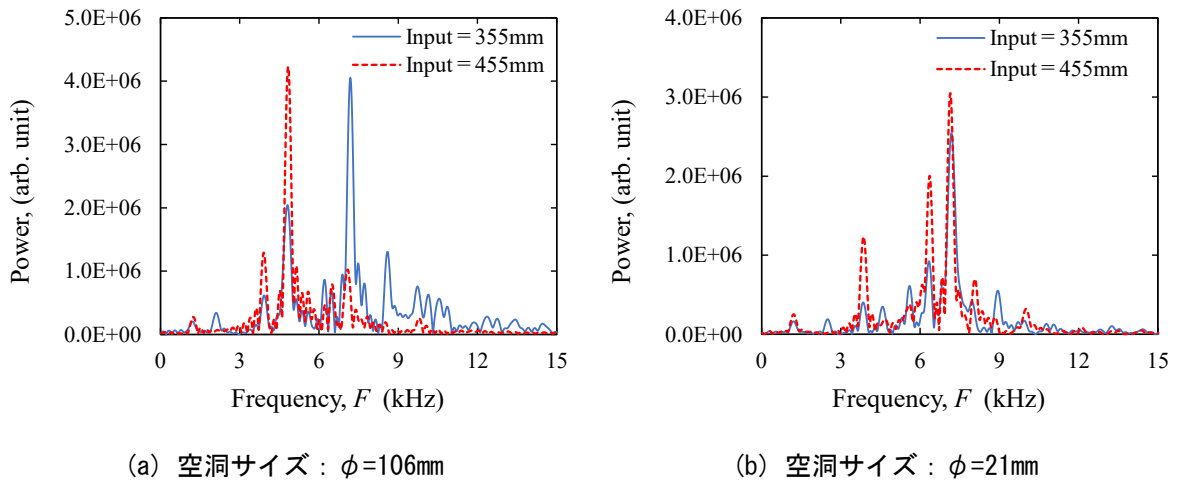 5.0E+06
4.0E+06
3.0E+06
2.0E+06
1.0E+06
0.0E+00
Power, (arb. unit)
Input＝355mm
Input＝455mm
0 3 6 9 12 15
Frequency, F (kHz)
(a) 空洞サイズ：φ=106mm
4.0E+06
3.0E+06
2.0E+06
1.0E+06
0.0E+00
Power, (arb. unit)
Input＝355mm
Input＝455mm
0 3 6 9 12 15
Frequency, F (kHz)
(b) 空洞サイズ：φ=21mm